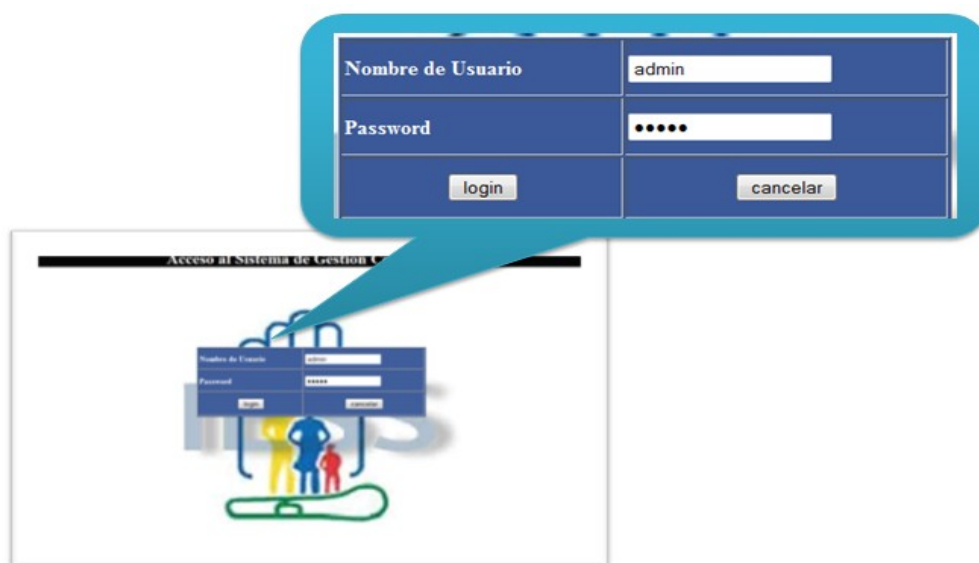 Nombre de Usuario admin
Password •••••
login cancelar
Acceso al Sistema de Gestion
Nombre de Usuario admin
Password •••••
login cancelar